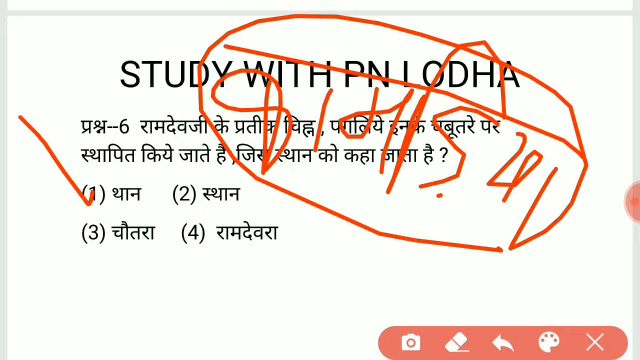 STUDY WITH PN LODHA
प्रश्न--6 रामदेवजी के प्रतीक चिह्न , पगलिये इनके चबूतरे पर
स्थापित किये जाते है ,जिस स्थान को कहा जाता है ?
(1) थान (2) स्थान
(3) चौतरा (4) रामदेवरा